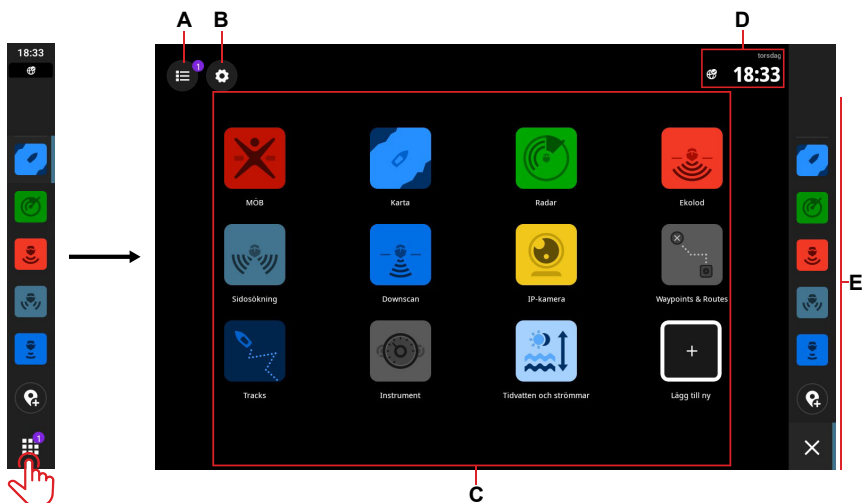 A
B
D
18:33
1
torsdag
18:33
MÖB
Karta
Radar
Ekolod
E
Sidosökning
Downscan
IP-kamera
Waypoints & Routes
Tracks
Instrument
Tidvatten och strömmar
Lägg till ny
1
C